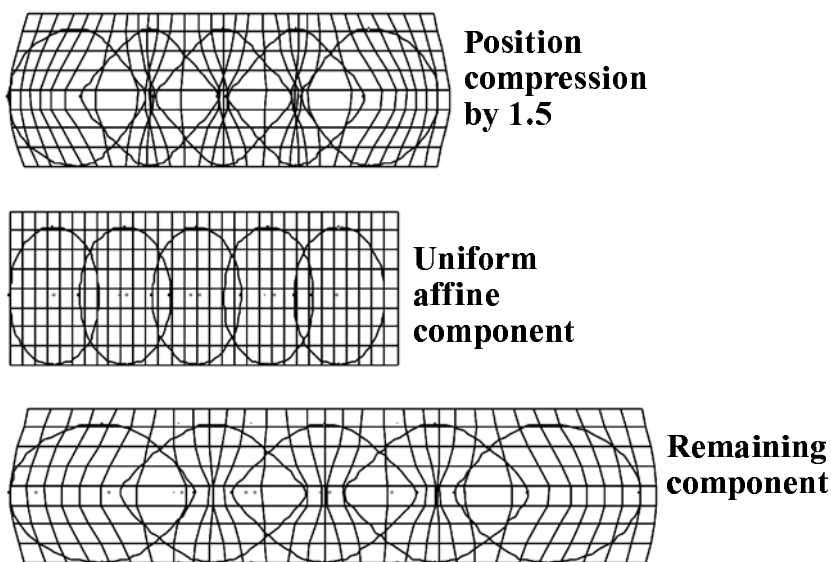 Position
compression
by 1.5
Uniform
affine
component
Remaining
component